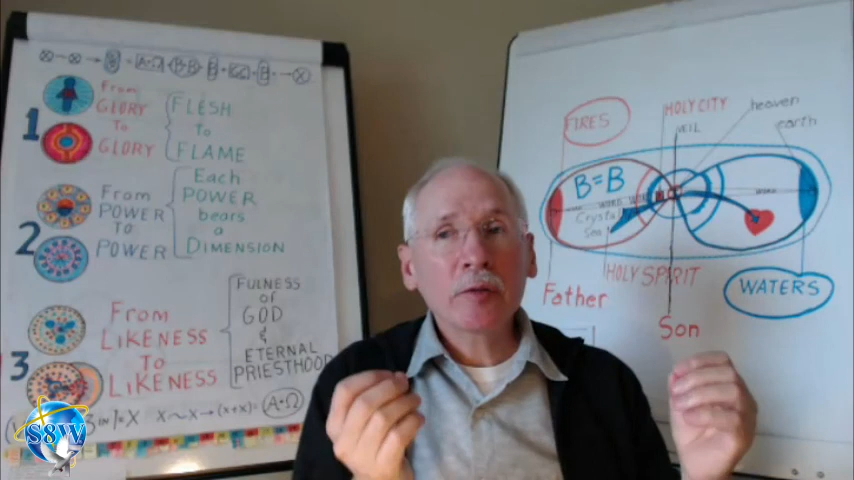 1
From
GLORY
To
GLORY
FLESH
To
FLAME
2
From
POWER
TO
POWER
Each
POWER
bears
a
DIMENSION
3
From
LIKENESS
To
LIKENESS
FULNESS
OF
GOD
&
ETERNAL
PRIESTHOOD
S8W
FIRES
HOLY CITY
VEIL
heaven
earth
B=B
WORD
Crystal
Sea
WORD
HOLY SPIRIT
WATERS
Father
Son